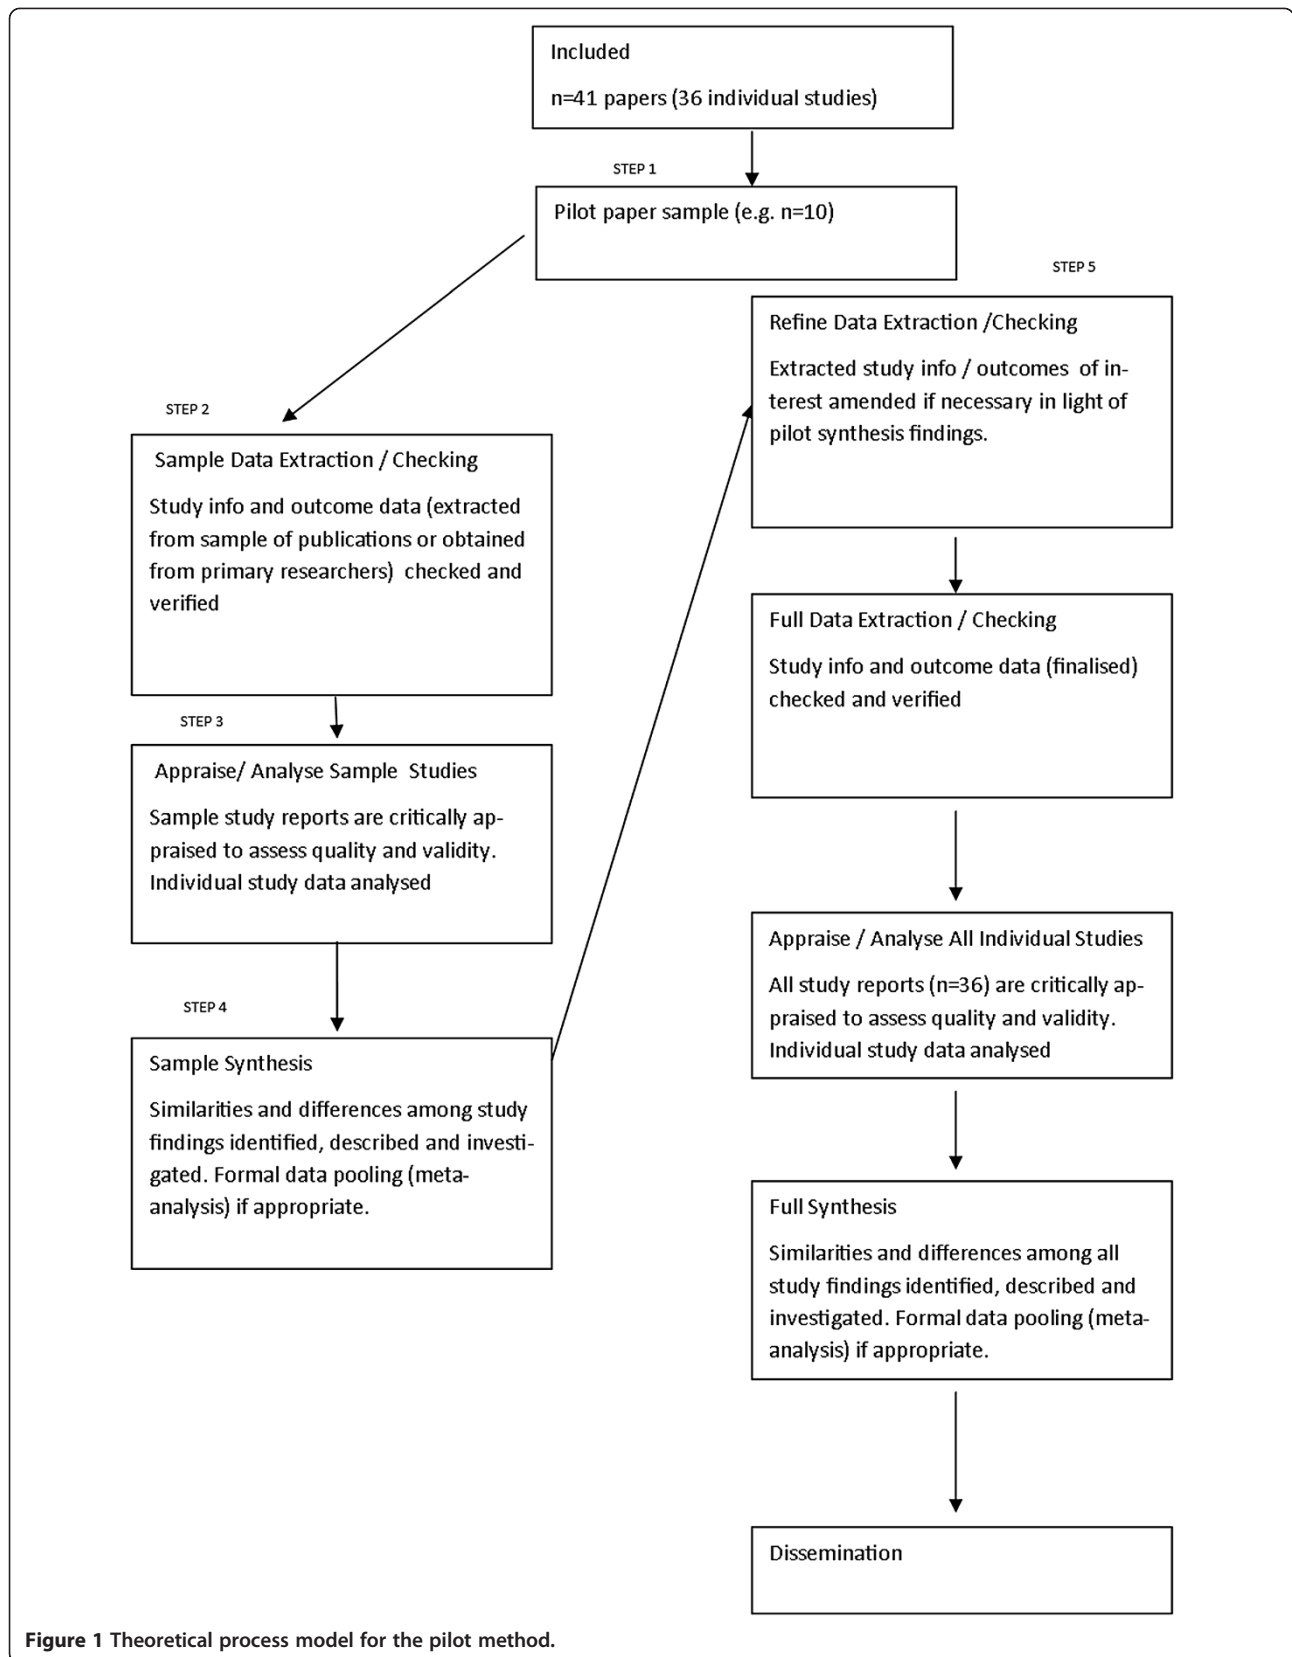 Included
n=41 papers (36 individual studies)
STEP 1
Pilot paper sample (e.g. n=10)
STEP 2
Sample Data Extraction / Checking
Study info and outcome data (extracted
from sample of publications or obtained
from primary researchers) checked and
verified
STEP 3
Appraise/ Analyse Sample Studies
Sample study reports are critically ap-
praised to assess quality and validity.
Individual study data analysed
STEP 4
Sample Synthesis
Similarities and differences among study
findings identified, described and investi-
gated. Formal data pooling (meta-
analysis) if appropriate.
STEP 5
Refine Data Extraction /Checking
Extracted study info / outcomes of in-
terest amended if necessary in light of
pilot synthesis findings.
Full Data Extraction / Checking
Study info and outcome data (finalised)
checked and verified
Appraise / Analyse All Individual Studies
All study reports (n=36) are critically ap-
praised to assess quality and validity.
Individual study data analysed
Full Synthesis
Similarities and differences among all
study findings identified, described and
investigated. Formal data pooling (meta-
analysis) if appropriate.
Dissemination
Figure 1 Theoretical process model for the pilot method.